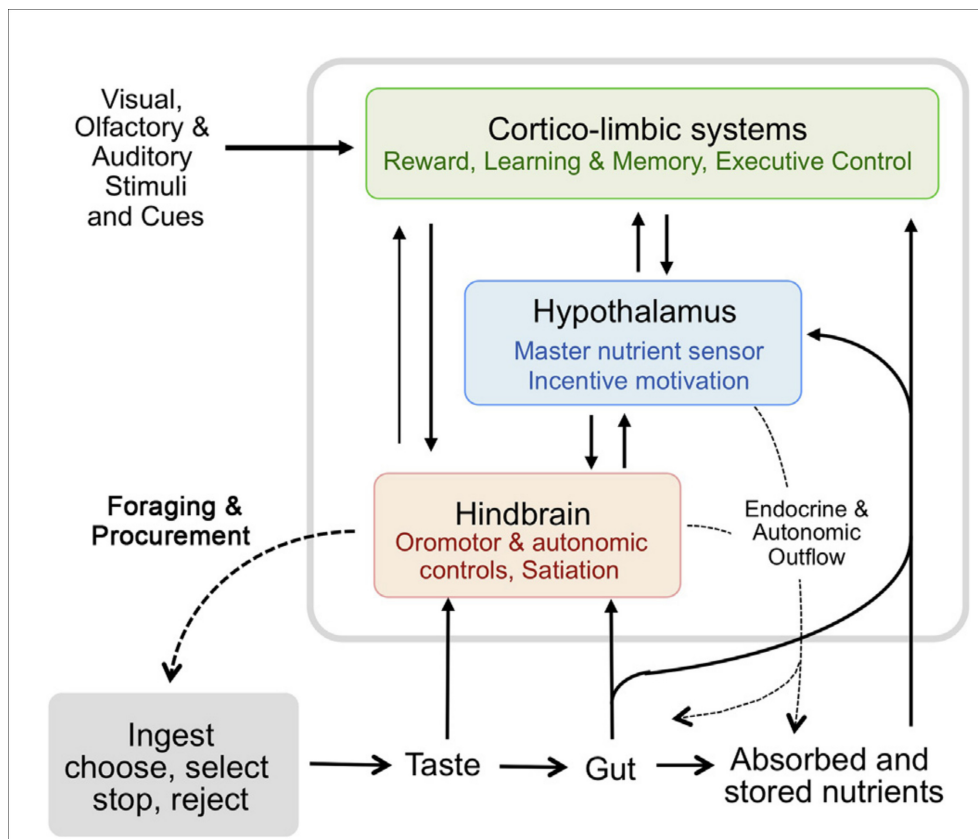 Visual,
Olfactory &
Auditory
Stimuli
and Cues
Cortico-limbic systems
Reward, Learning & Memory, Executive Control
Hypothalamus
Master nutrient sensor
Incentive motivation
Foraging &
Procurement
Hindbrain
Oromotor & autonomic
controls, Satiation
Endocrine &
Autonomic
Outflow
Ingest
choose, select
stop, reject
Taste
Gut
Absorbed and
stored nutrients